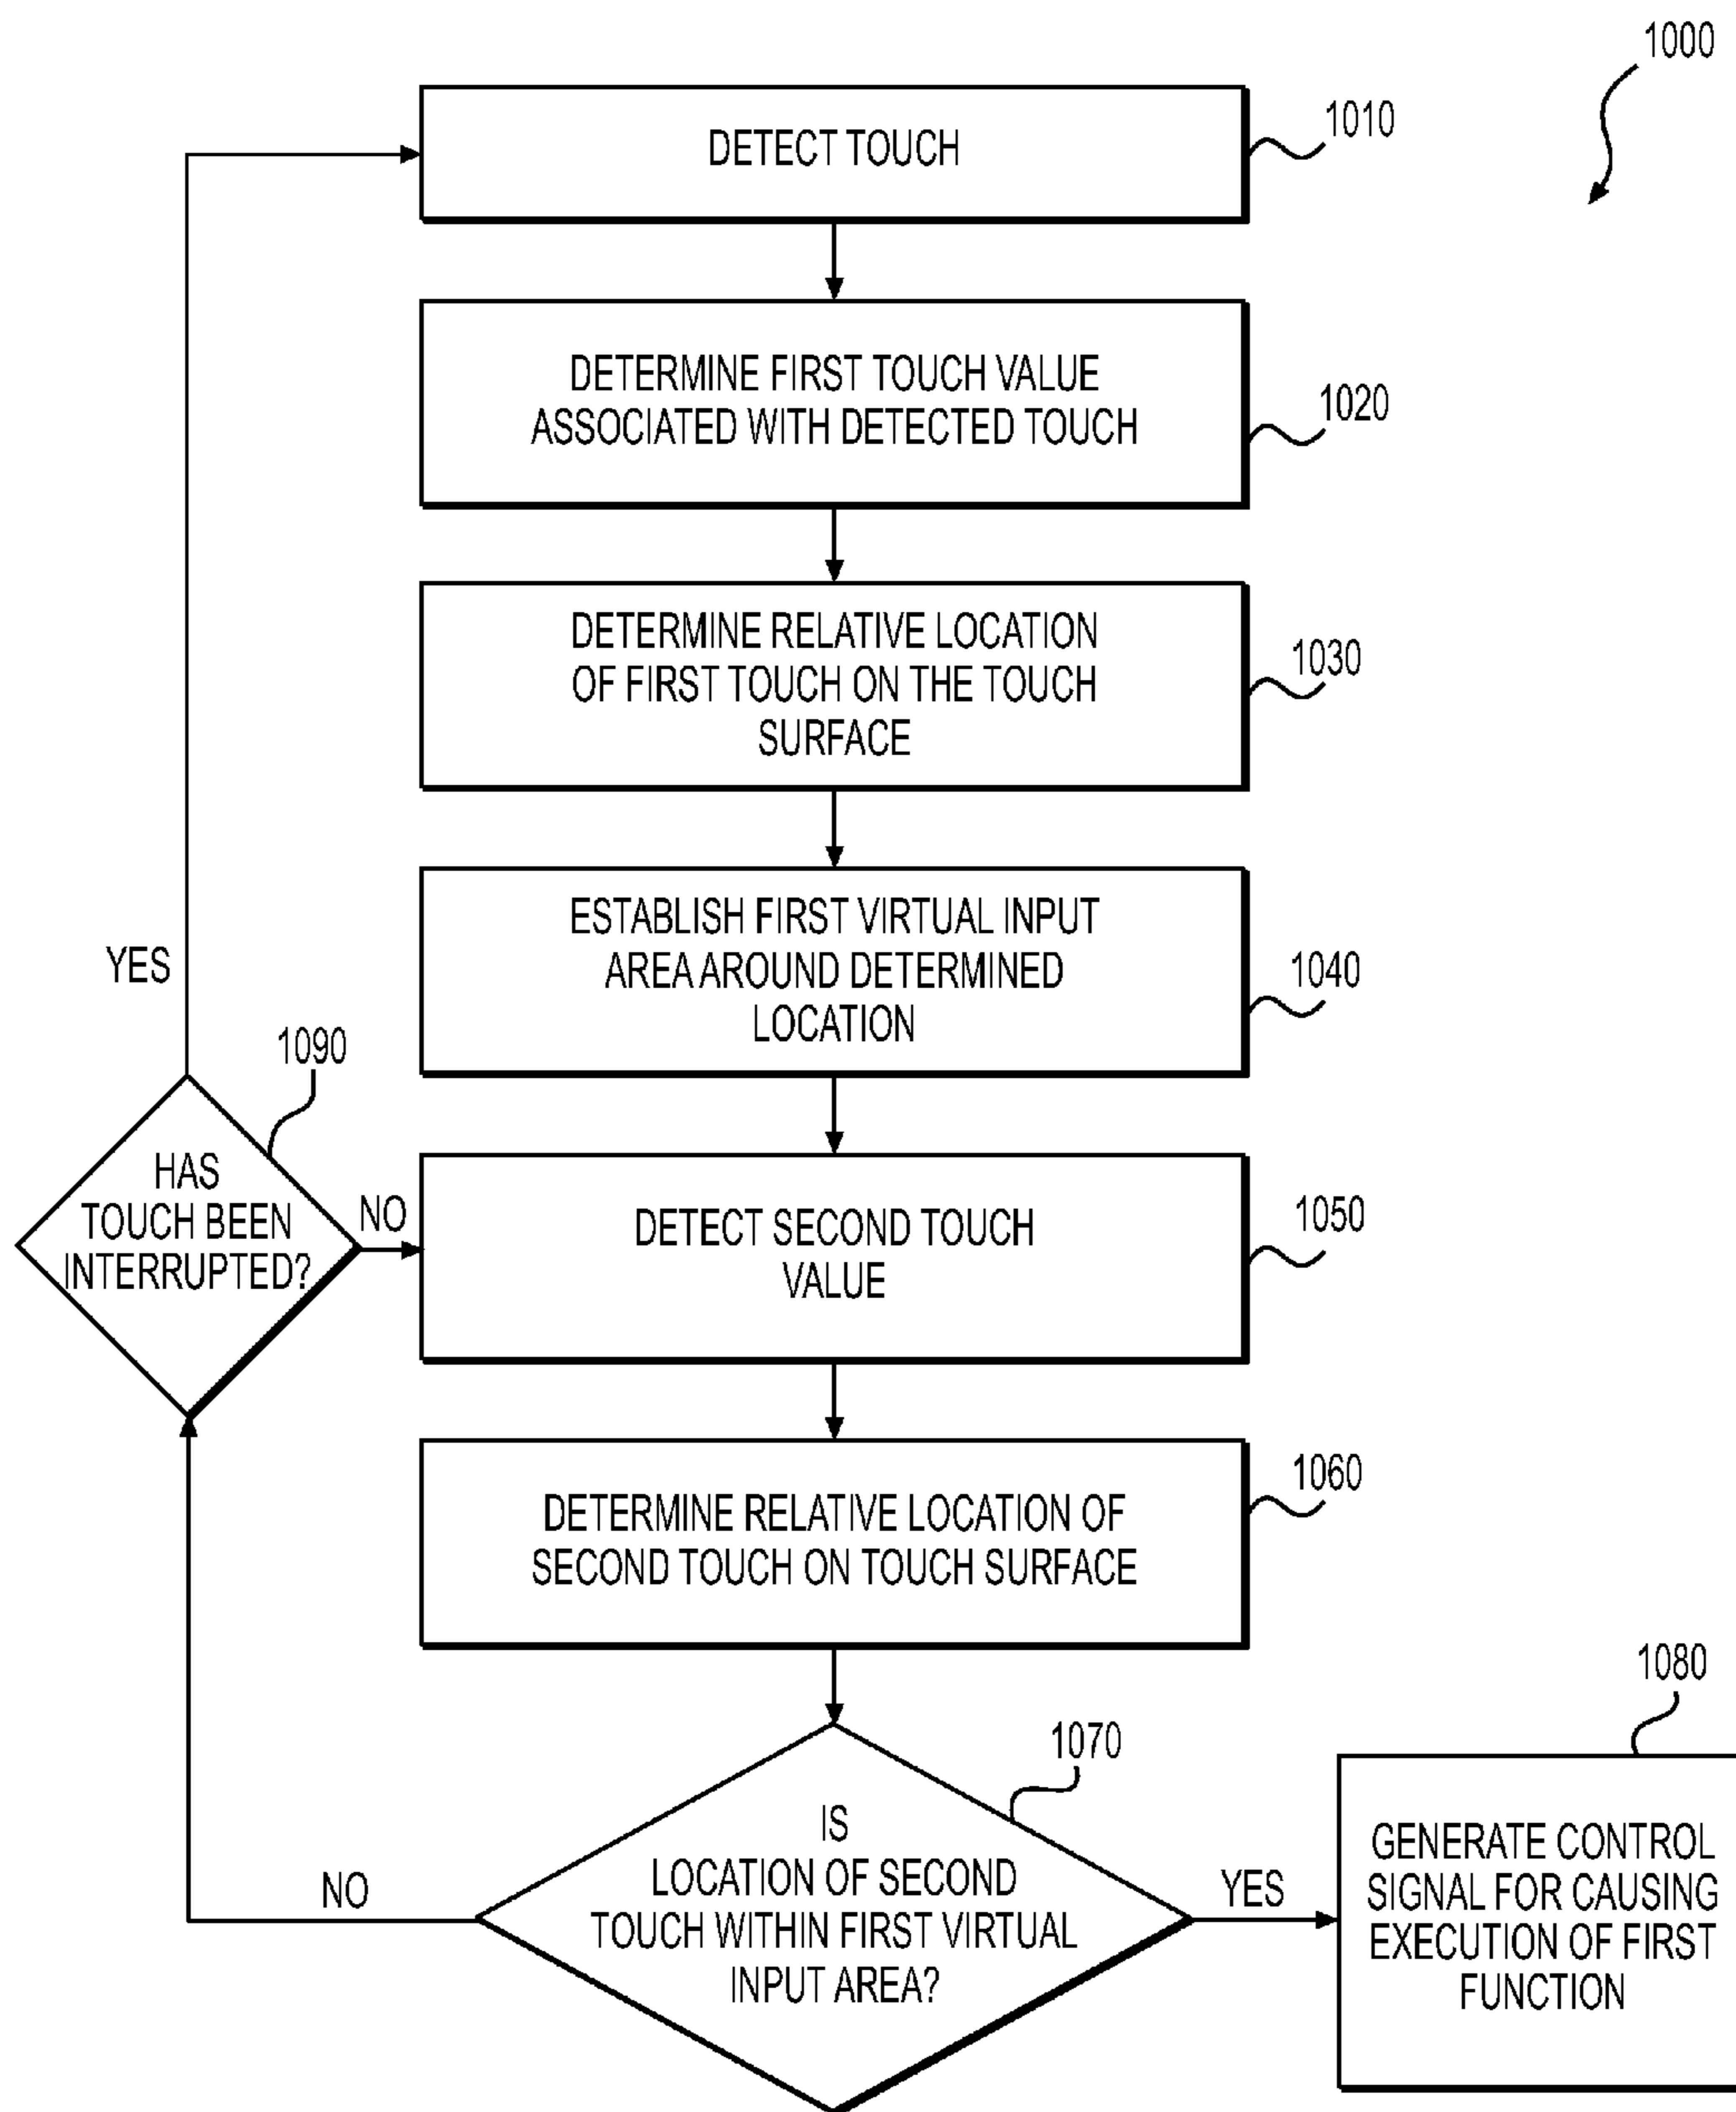 1000
DETECT TOUCH
1010
DETERMINE FIRST TOUCH VALUE
ASSOCIATED WITH DETECTED TOUCH
1020
DETERMINE RELATIVE LOCATION
OF FIRST TOUCH ON THE TOUCH
SURFACE
1030
ESTABLISH FIRST VIRTUAL INPUT
AREA AROUND DETERMINED
LOCATION
1040
YES
1090
HAS
TOUCH BEEN
INTERRUPTED?
NO
DETECT SECOND TOUCH
VALUE
1050
DETERMINE RELATIVE LOCATION OF
SECOND TOUCH ON TOUCH SURFACE
1060
1070
IS
LOCATION OF SECOND
TOUCH WITHIN FIRST VIRTUAL
INPUT AREA?
NO
YES
1080
GENERATE CONTROL
SIGNAL FOR CAUSING
EXECUTION OF FIRST
FUNCTION